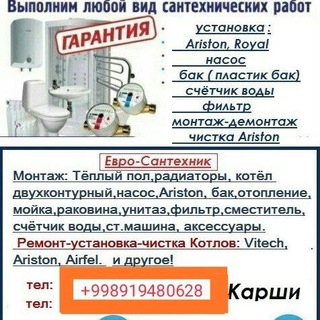 Выполним любой вид сантехнических работ
ГАРАНТИЯ
установка :
Ariston, Royal
насос
бак ( пластик бак)
счётчик воды
фильтр
монтаж-демонтаж
чистка Ariston
Евро-Сантехник
Монтаж: Тёплый пол,радиаторы, котёл
двухконтурный,насос,Ariston, бак,отопление,
мойка,раковина,унитаз,фильтр,сместитель,
счётчик воды,ст.машина, аксессуары.
Ремонт-установка-чистка Котлов: Vitech,
Ariston, Airfel. и другое!
тел:
+998919480628
Карши
тел: